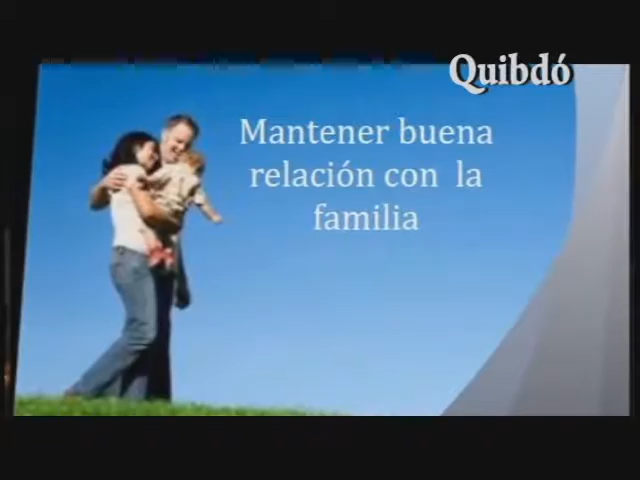 Quibdó
Mantener buena
relación con la
familia